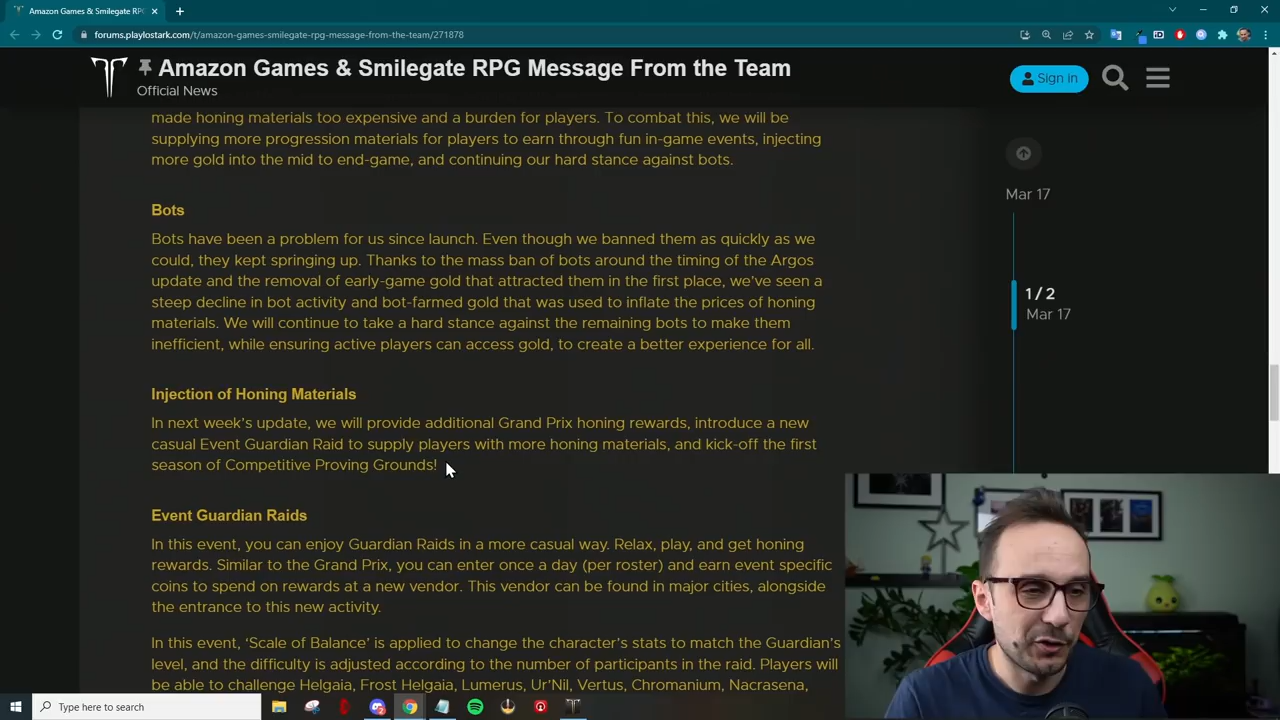 Amazon Games & Smilegate RPG
forums.playlostark.com/t/amazon-games-smilegate-rpg-message-from-the-team/271878
Amazon Games & Smilegate RPG Message From the Team
Official News
Sign in
made honing materials too expensive and a burden for players. To combat this, we will be
supplying more progression materials for players to earn through fun in-game events, injecting
more gold into the mid to end-game, and continuing our hard stance against bots.
Mar 17
Bots
Bots have been a problem for us since launch. Even though we banned them as quickly as we
could, they kept springing up. Thanks to the mass ban of bots around the timing of the Argos
update and the removal of early-game gold that attracted them in the first place, we've seen a
steep decline in bot activity and bot-farmed gold that was used to inflate the prices of honing
materials. We will continue to take a hard stance against the remaining bots to make them
inefficient, while ensuring active players can access gold, to create a better experience for all.
1 / 2
Mar 17
Injection of Honing Materials
In next week's update, we will provide additional Grand Prix honing rewards, introduce a new
casual Event Guardian Raid to supply players with more honing materials, and kick-off the first
season of Competitive Proving Grounds!
Event Guardian Raids
In this event, you can enjoy Guardian Raids in a more casual way. Relax, play, and get honing
rewards. Similar to the Grand Prix, you can enter once a day (per roster) and earn event specific
coins to spend on rewards at a new vendor. This vendor can be found in major cities, alongside
the entrance to this new activity.
In this event, 'Scale of Balance' is applied to change the character's stats to match the Guardian's
level, and the difficulty is adjusted according to the number of participants in the raid. Players will
be able to challenge Helgaia, Frost Helgaia, Lumerus, Ur'Nil, Vertus, Chromanium, Nacrasena,
Type here to search